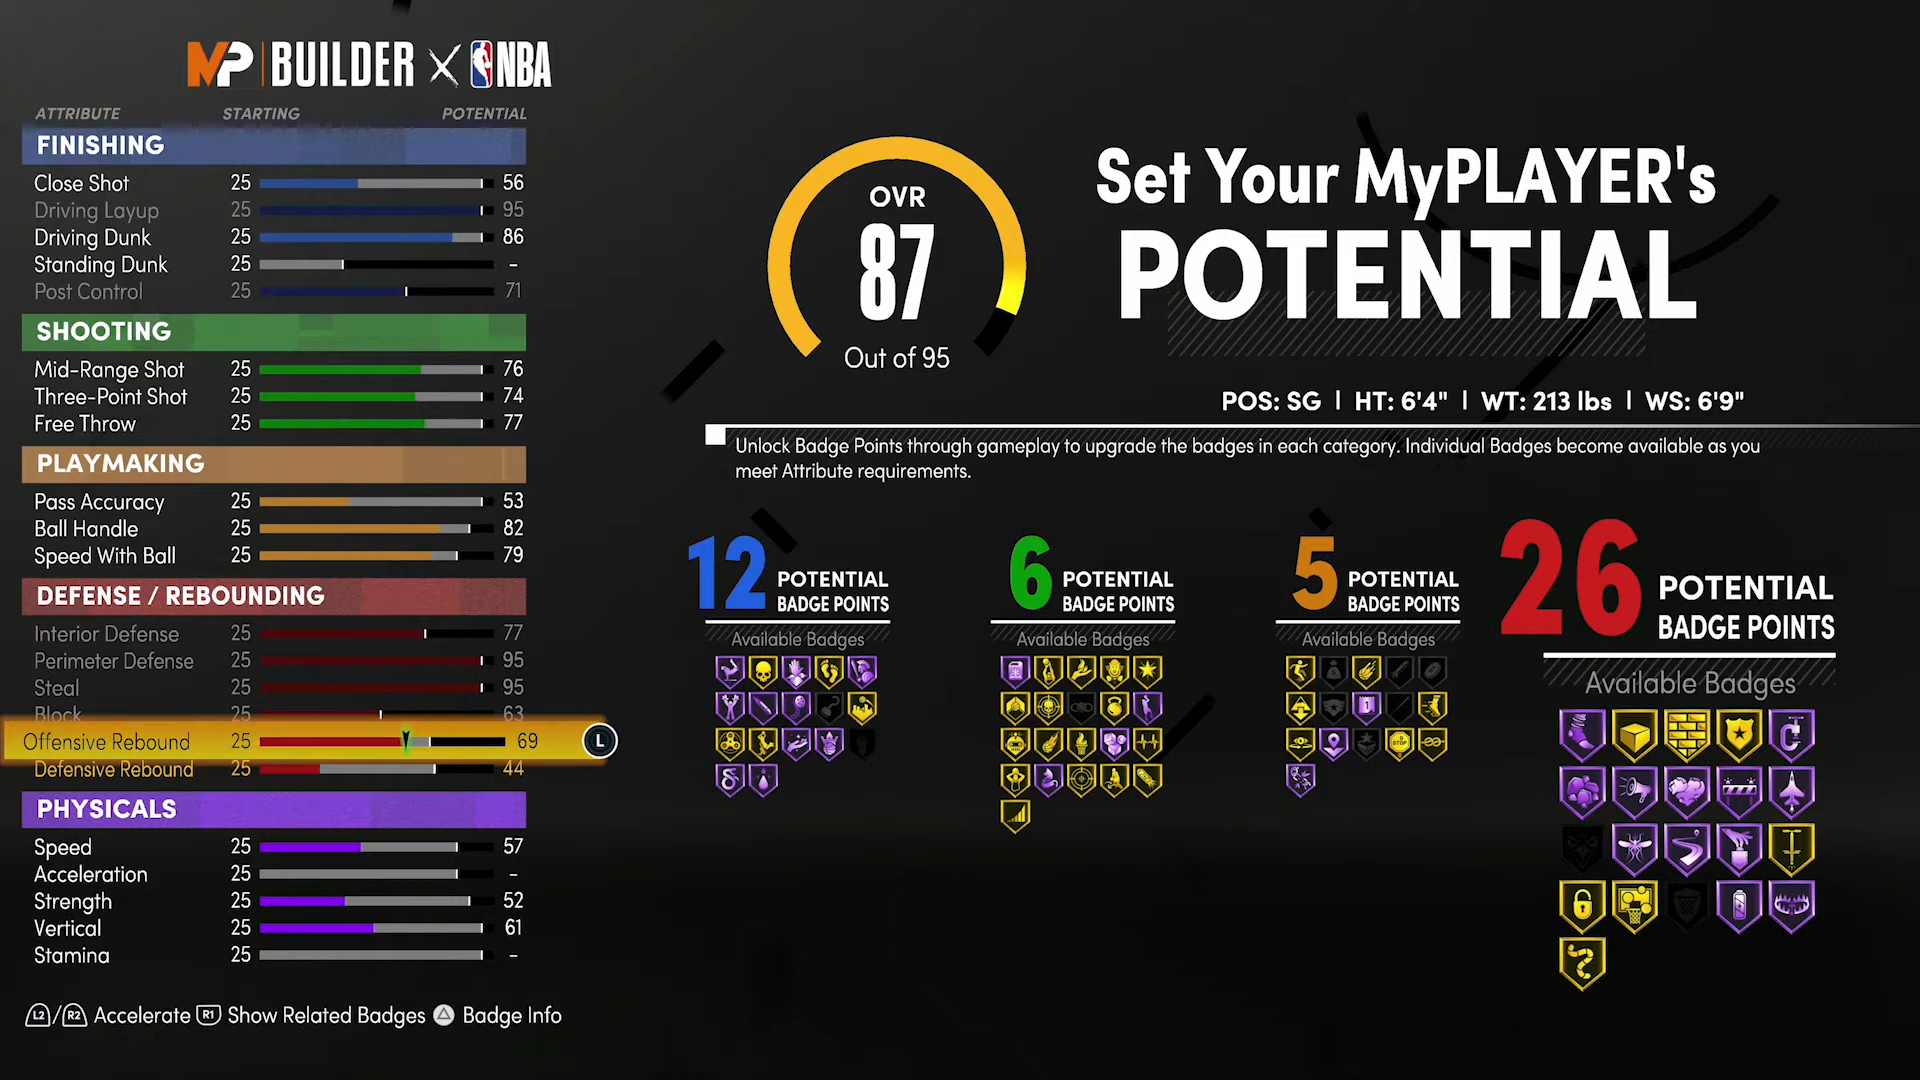 MP | BUILDER X NBA
ATTRIBUTE STARTING POTENTIAL
FINISHING
Close Shot 25 56
Driving Layup 25 95
Driving Dunk 25 86
Standing Dunk 25 -
Post Control 25 71
SHOOTING
Mid-Range Shot 25 76
Three-Point Shot 25 74
Free Throw 25 77
PLAYMAKING
Pass Accuracy 25 53
Ball Handle 25 82
Speed With Ball 25 79
DEFENSE / REBOUNDING
Interior Defense 25 77
Perimeter Defense 25 95
Steal 25 95
Block 25 63
Offensive Rebound 25 69 L
Defensive Rebound 25 44
PHYSICALS
Speed 25 57
Acceleration 25 -
Strength 25 52
Vertical 25 61
Stamina 25 -
L2/R2 Accelerate R1 Show Related Badges Badge Info
OVR
87
Out of 95
Set Your MyPLAYER's
POTENTIAL
POS: SG | HT: 6'4" | WT: 213 lbs | WS: 6'9"
Unlock Badge Points through gameplay to upgrade the badges in each category. Individual Badges become available as you
meet Attribute requirements.
12 POTENTIAL
BADGE POINTS
Available Badges
6 POTENTIAL
BADGE POINTS
Available Badges
5 POTENTIAL
BADGE POINTS
Available Badges
STOP
26 POTENTIAL
BADGE POINTS
Available Badges